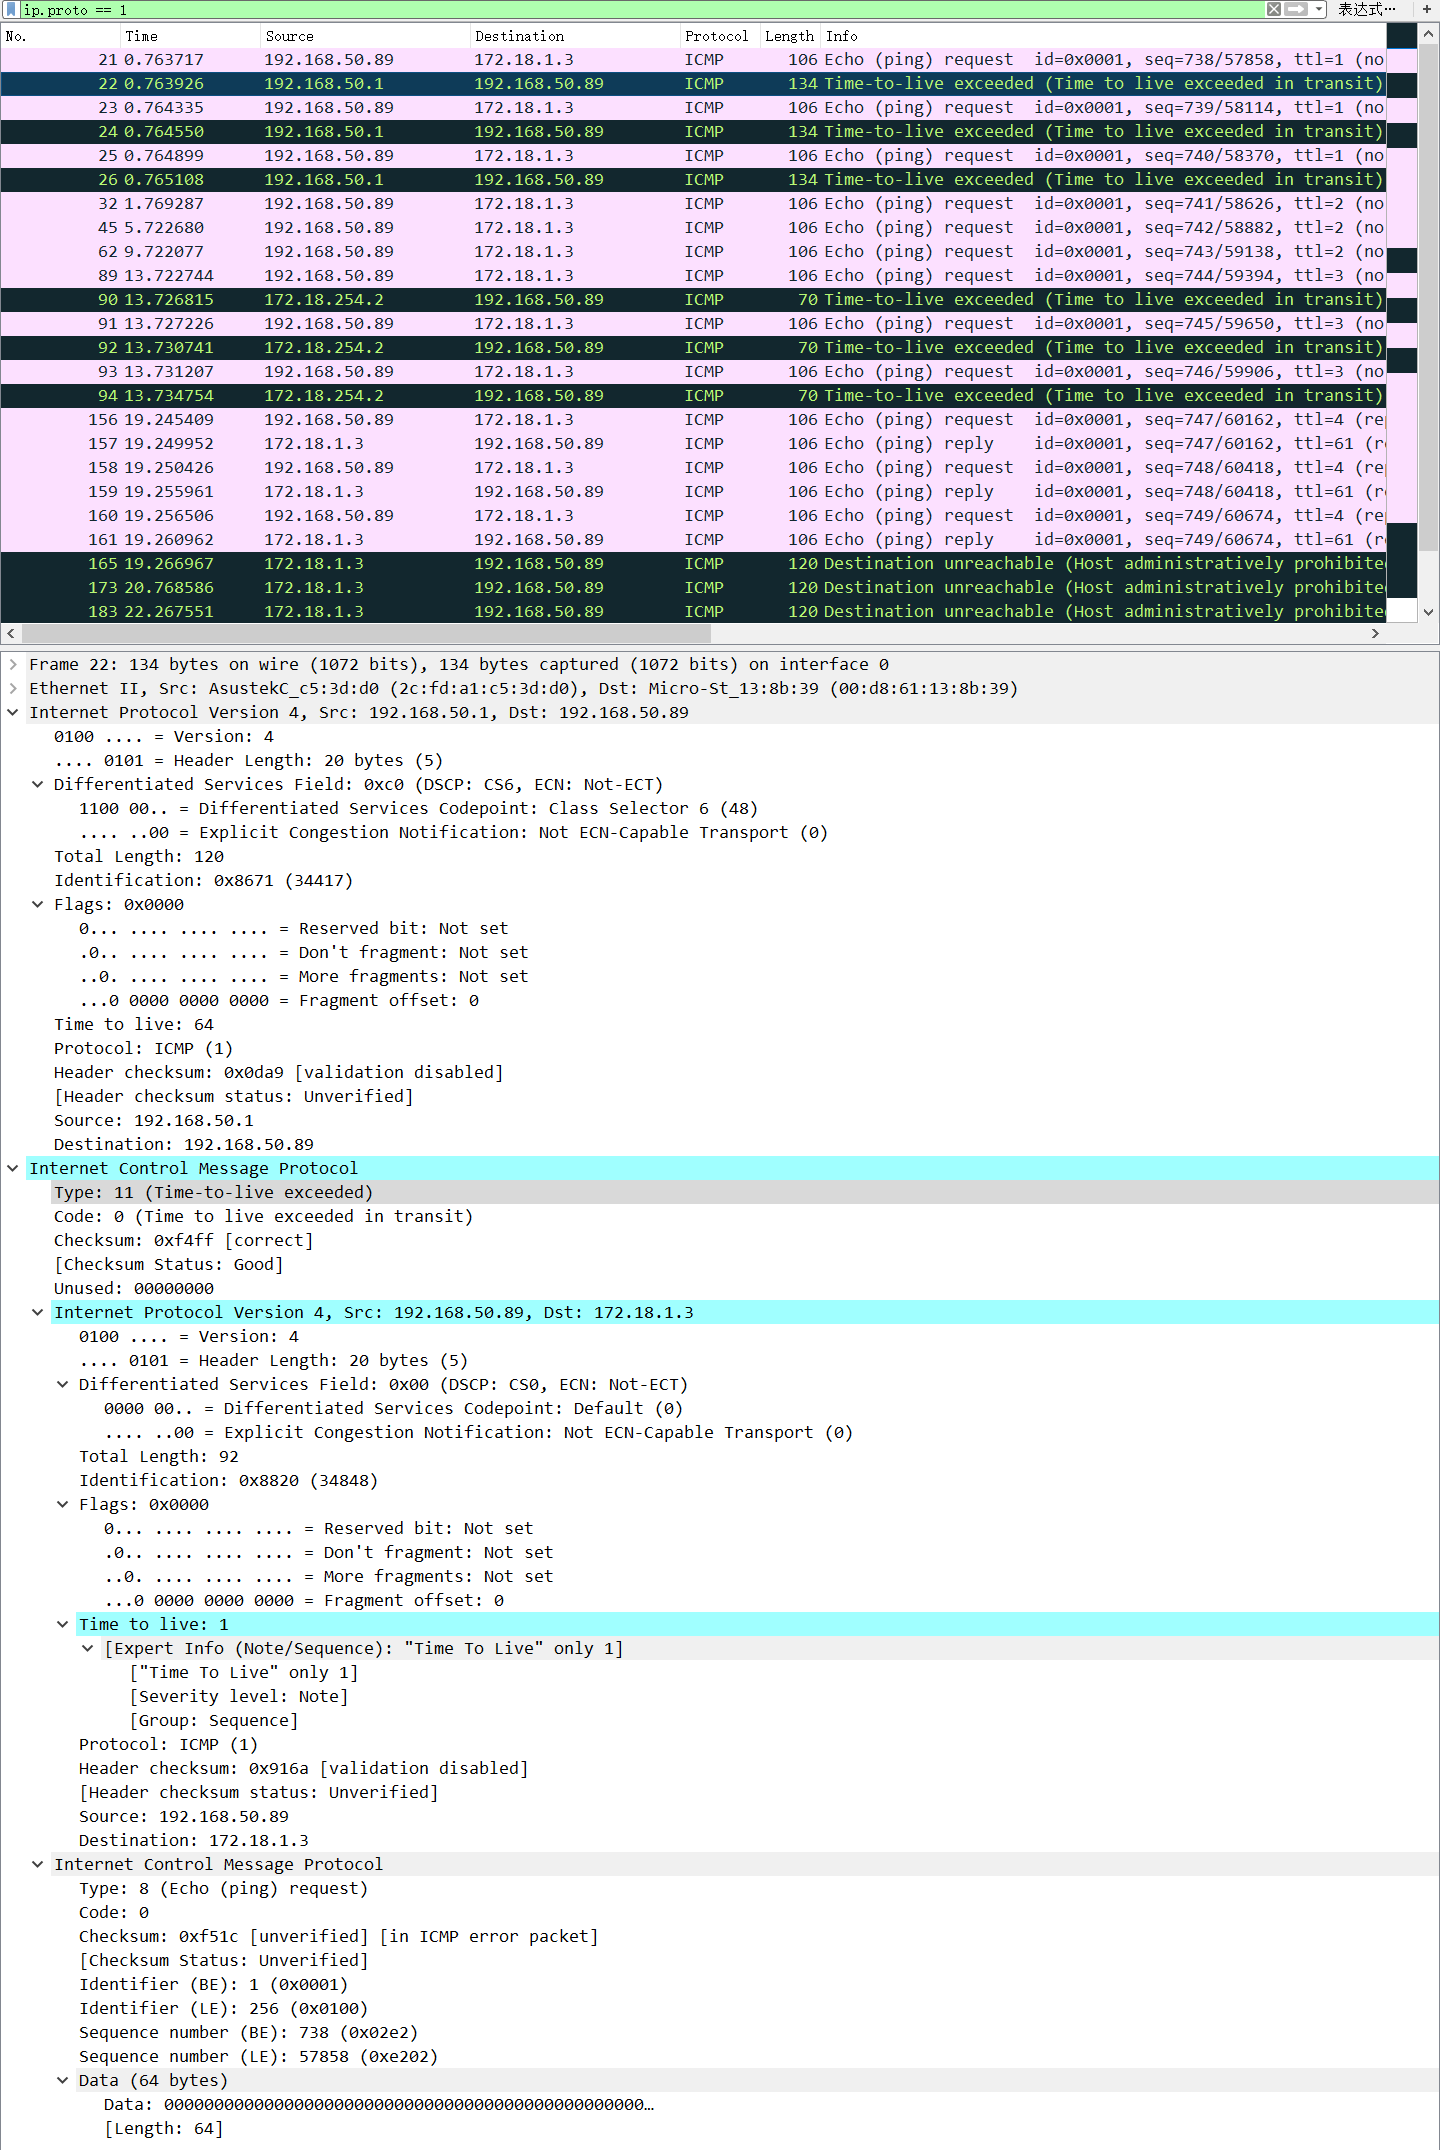 ip.proto == 1 表达式… +
No. Time Source Destination Protocol Length Info
21 0.763717 192.168.50.89 172.18.1.3 ICMP 106 Echo (ping) request id=0x0001, seq=738/57858, ttl=1 (no
22 0.763926 192.168.50.1 192.168.50.89 ICMP 134 Time-to-live exceeded (Time to live exceeded in transit)
23 0.764335 192.168.50.89 172.18.1.3 ICMP 106 Echo (ping) request id=0x0001, seq=739/58114, ttl=1 (no
24 0.764550 192.168.50.1 192.168.50.89 ICMP 134 Time-to-live exceeded (Time to live exceeded in transit)
25 0.764899 192.168.50.89 172.18.1.3 ICMP 106 Echo (ping) request id=0x0001, seq=740/58370, ttl=1 (no
26 0.765108 192.168.50.1 192.168.50.89 ICMP 134 Time-to-live exceeded (Time to live exceeded in transit)
32 1.769287 192.168.50.89 172.18.1.3 ICMP 106 Echo (ping) request id=0x0001, seq=741/58626, ttl=2 (no
45 5.722680 192.168.50.89 172.18.1.3 ICMP 106 Echo (ping) request id=0x0001, seq=742/58882, ttl=2 (no
62 9.722077 192.168.50.89 172.18.1.3 ICMP 106 Echo (ping) request id=0x0001, seq=743/59138, ttl=2 (no
89 13.722744 192.168.50.89 172.18.1.3 ICMP 106 Echo (ping) request id=0x0001, seq=744/59394, ttl=3 (no
90 13.726815 172.18.254.2 192.168.50.89 ICMP 70 Time-to-live exceeded (Time to live exceeded in transit)
91 13.727226 192.168.50.89 172.18.1.3 ICMP 106 Echo (ping) request id=0x0001, seq=745/59650, ttl=3 (no
92 13.730741 172.18.254.2 192.168.50.89 ICMP 70 Time-to-live exceeded (Time to live exceeded in transit)
93 13.731207 192.168.50.89 172.18.1.3 ICMP 106 Echo (ping) request id=0x0001, seq=746/59906, ttl=3 (no
94 13.734754 172.18.254.2 192.168.50.89 ICMP 70 Time-to-live exceeded (Time to live exceeded in transit)
156 19.245409 192.168.50.89 172.18.1.3 ICMP 106 Echo (ping) request id=0x0001, seq=747/60162, ttl=4 (re
157 19.249952 172.18.1.3 192.168.50.89 ICMP 106 Echo (ping) reply id=0x0001, seq=747/60162, ttl=61 (r
158 19.250426 192.168.50.89 172.18.1.3 ICMP 106 Echo (ping) request id=0x0001, seq=748/60418, ttl=4 (re
159 19.255961 172.18.1.3 192.168.50.89 ICMP 106 Echo (ping) reply id=0x0001, seq=748/60418, ttl=61 (r
160 19.256506 192.168.50.89 172.18.1.3 ICMP 106 Echo (ping) request id=0x0001, seq=749/60674, ttl=4 (re
161 19.260962 172.18.1.3 192.168.50.89 ICMP 106 Echo (ping) reply id=0x0001, seq=749/60674, ttl=61 (r
165 19.266967 172.18.1.3 192.168.50.89 ICMP 120 Destination unreachable (Host administratively prohibite
173 20.768586 172.18.1.3 192.168.50.89 ICMP 120 Destination unreachable (Host administratively prohibite
183 22.267551 172.18.1.3 192.168.50.89 ICMP 120 Destination unreachable (Host administratively prohibite
Frame 22: 134 bytes on wire (1072 bits), 134 bytes captured (1072 bits) on interface 0
Ethernet II, Src: AsustekC_c5:3d:d0 (2c:fd:a1:c5:3d:d0), Dst: Micro-St_13:8b:39 (00:d8:61:13:8b:39)
Internet Protocol Version 4, Src: 192.168.50.1, Dst: 192.168.50.89
0100 .... = Version: 4
.... 0101 = Header Length: 20 bytes (5)
Differentiated Services Field: 0xc0 (DSCP: CS6, ECN: Not-ECT)
1100 00.. = Differentiated Services Codepoint: Class Selector 6 (48)
.... ..00 = Explicit Congestion Notification: Not ECN-Capable Transport (0)
Total Length: 120
Identification: 0x8671 (34417)
Flags: 0x0000
0... .... .... .... = Reserved bit: Not set
.0.. .... .... .... = Don't fragment: Not set
..0. .... .... .... = More fragments: Not set
...0 0000 0000 0000 = Fragment offset: 0
Time to live: 64
Protocol: ICMP (1)
Header checksum: 0x0da9 [validation disabled]
[Header checksum status: Unverified]
Source: 192.168.50.1
Destination: 192.168.50.89
Internet Control Message Protocol
Type: 11 (Time-to-live exceeded)
Code: 0 (Time to live exceeded in transit)
Checksum: 0xf4ff [correct]
[Checksum Status: Good]
Unused: 00000000
Internet Protocol Version 4, Src: 192.168.50.89, Dst: 172.18.1.3
0100 .... = Version: 4
.... 0101 = Header Length: 20 bytes (5)
Differentiated Services Field: 0x00 (DSCP: CS0, ECN: Not-ECT)
0000 00.. = Differentiated Services Codepoint: Default (0)
.... ..00 = Explicit Congestion Notification: Not ECN-Capable Transport (0)
Total Length: 92
Identification: 0x8820 (34848)
Flags: 0x0000
0... .... .... .... = Reserved bit: Not set
.0.. .... .... .... = Don't fragment: Not set
..0. .... .... .... = More fragments: Not set
...0 0000 0000 0000 = Fragment offset: 0
Time to live: 1
[Expert Info (Note/Sequence): "Time To Live" only 1]
["Time To Live" only 1]
[Severity level: Note]
[Group: Sequence]
Protocol: ICMP (1)
Header checksum: 0x916a [validation disabled]
[Header checksum status: Unverified]
Source: 192.168.50.89
Destination: 172.18.1.3
Internet Control Message Protocol
Type: 8 (Echo (ping) request)
Code: 0
Checksum: 0xf51c [unverified] [in ICMP error packet]
[Checksum Status: Unverified]
Identifier (BE): 1 (0x0001)
Identifier (LE): 256 (0x0100)
Sequence number (BE): 738 (0x02e2)
Sequence number (LE): 57858 (0xe202)
Data (64 bytes)
Data: 000000000000000000000000000000000000000000000000…
[Length: 64]